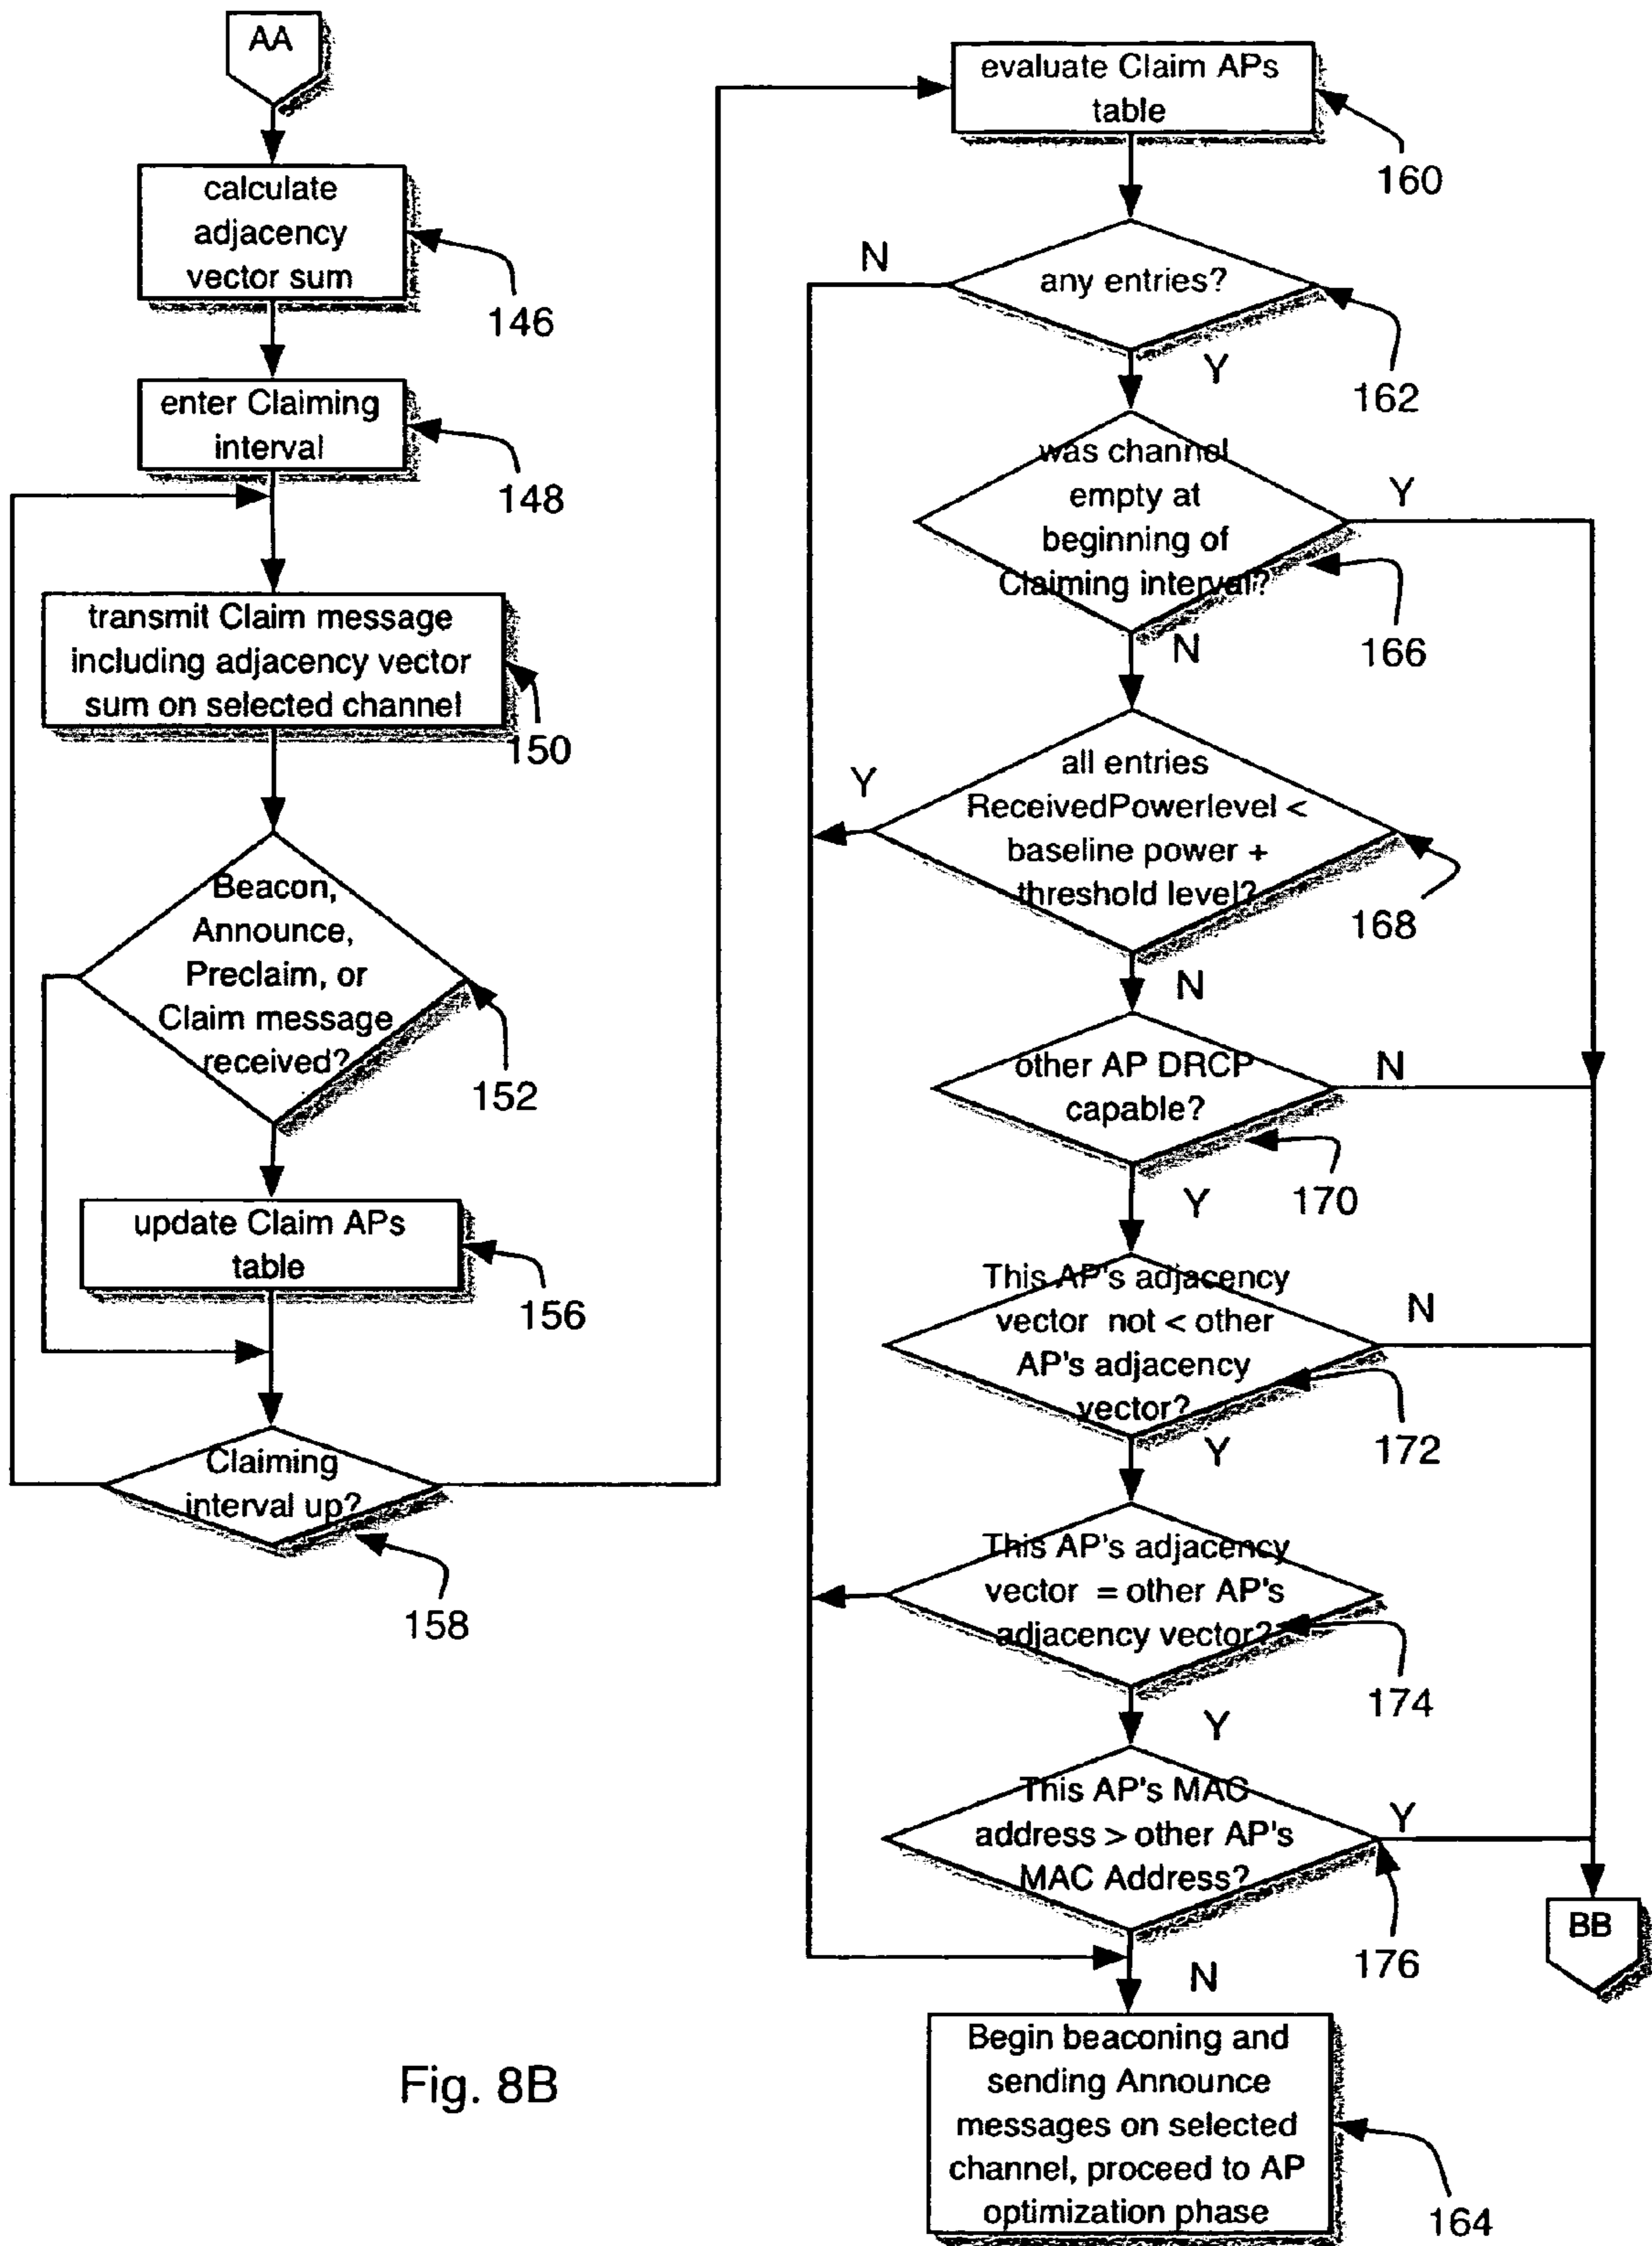 AA
calculate
adjacency
vector sum
146
enter Claiming
interval
148
transmit Claim message
including adjacency vector
sum on selected channel
150
Beacon,
Announce,
Preclaim, or
Claim message
received?
152
update Claim APs
table
156
Claiming
interval up?
158
evaluate Claim APs
table
160
any entries?
N
Y
162
was channel
empty at
beginning of
Claiming interval?
Y
N
166
all entries
ReceivedPowerlevel <
baseline power +
threshold level?
Y
N
168
other AP DRCP
capable?
N
Y
170
This AP's adjacency
vector not < other
AP's adjacency
vector?
N
Y
172
This AP's adjacency
vector = other AP's
adjacency vector?
Y
174
This AP's MAC
address > other AP's
MAC Address?
Y
N
176
BB
Begin beaconing and
sending Announce
messages on selected
channel, proceed to AP
optimization phase
164
Fig. 8B